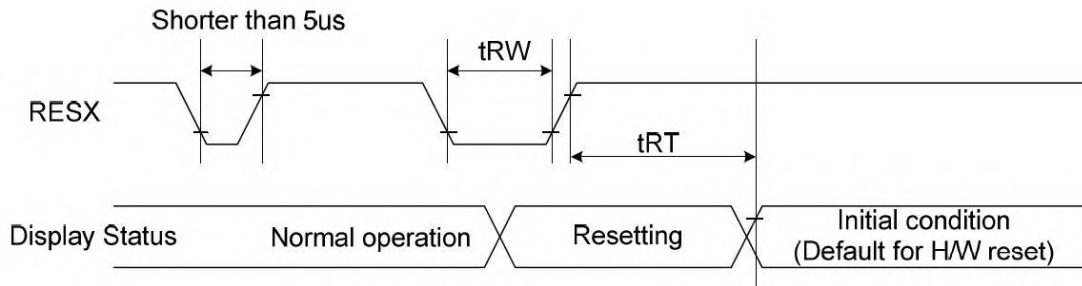 Shorter than 5us
tRW
RESX
tRT
Display Status
Normal operation
Resetting
Initial condition
(Default for H/W reset)